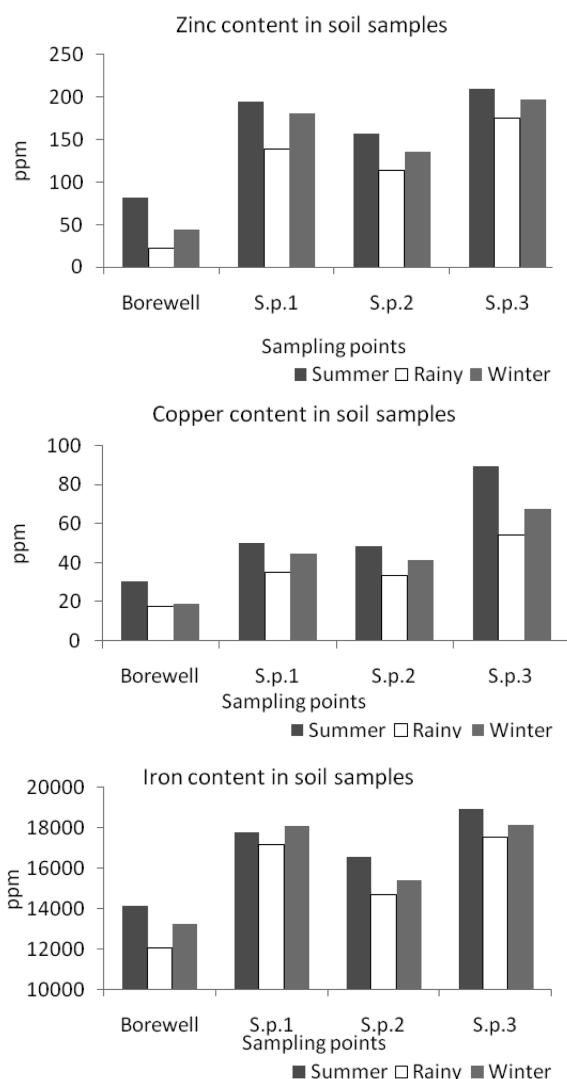 Zinc content in soil samples
250
200
150
100
50
0
ppm
Borewell S.p.1 S.p.2 S.p.3
Sampling points
Summer Rainy Winter
Copper content in soil samples
100
80
60
40
20
0
ppm
Borewell S.p.1 S.p.2 S.p.3
Sampling points
Summer Rainy Winter
Iron content in soil samples
20000
18000
16000
14000
12000
10000
ppm
Borewell S.p.1 S.p.2 S.p.3
Sampling points
Summer Rainy Winter